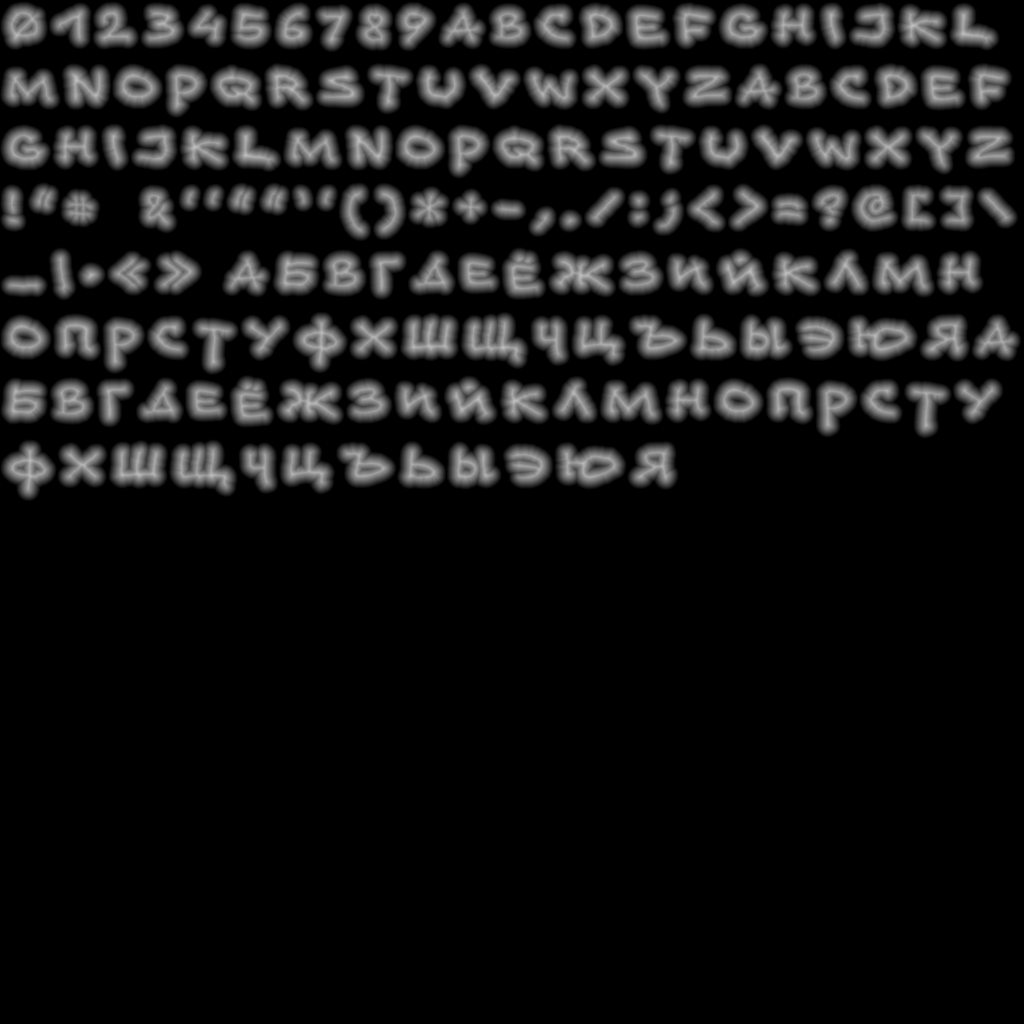 0123456789ABCDEFGHIJKL
MNOPQRSTUVWXYZABCDEF
GHIJKLMNOPQRSTUVWXYZ
!"# &''""''()*+-,./:;<>=?@[]\
_|·«» АБВГДЕЁЖЗИЙКЛМН
ОПРСТУФХШЩЧЦЪЬЫЭЮЯА
БВГДЕЁЖЗИЙКЛМНОПРСТУ
ФХШЩЧЦЪЬЫЭЮЯ